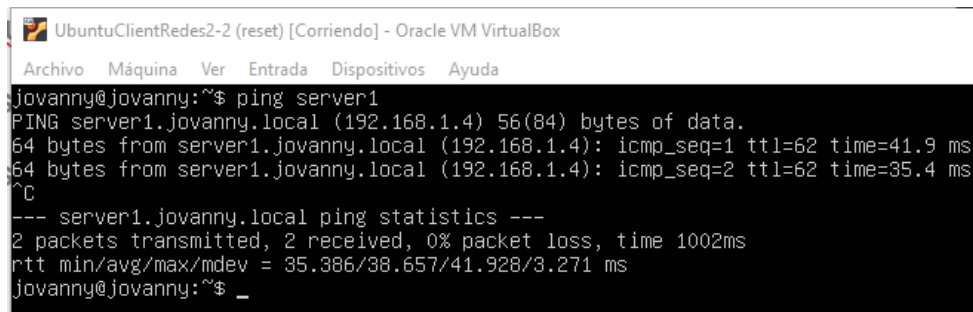 UbuntuClientRedes2-2 (reset) [Corriendo] - Oracle VM VirtualBox
Archivo Máquina Ver Entrada Dispositivos Ayuda
jovanny@jovanny:~$ ping server1
PING server1.jovanny.local (192.168.1.4) 56(84) bytes of data.
64 bytes from server1.jovanny.local (192.168.1.4): icmp_seq=1 ttl=62 time=41.9 ms
64 bytes from server1.jovanny.local (192.168.1.4): icmp_seq=2 ttl=62 time=35.4 ms
^C
--- server1.jovanny.local ping statistics ---
2 packets transmitted, 2 received, 0% packet loss, time 1002ms
rtt min/avg/max/mdev = 35.386/38.657/41.928/3.271 ms
jovanny@jovanny:~$ _